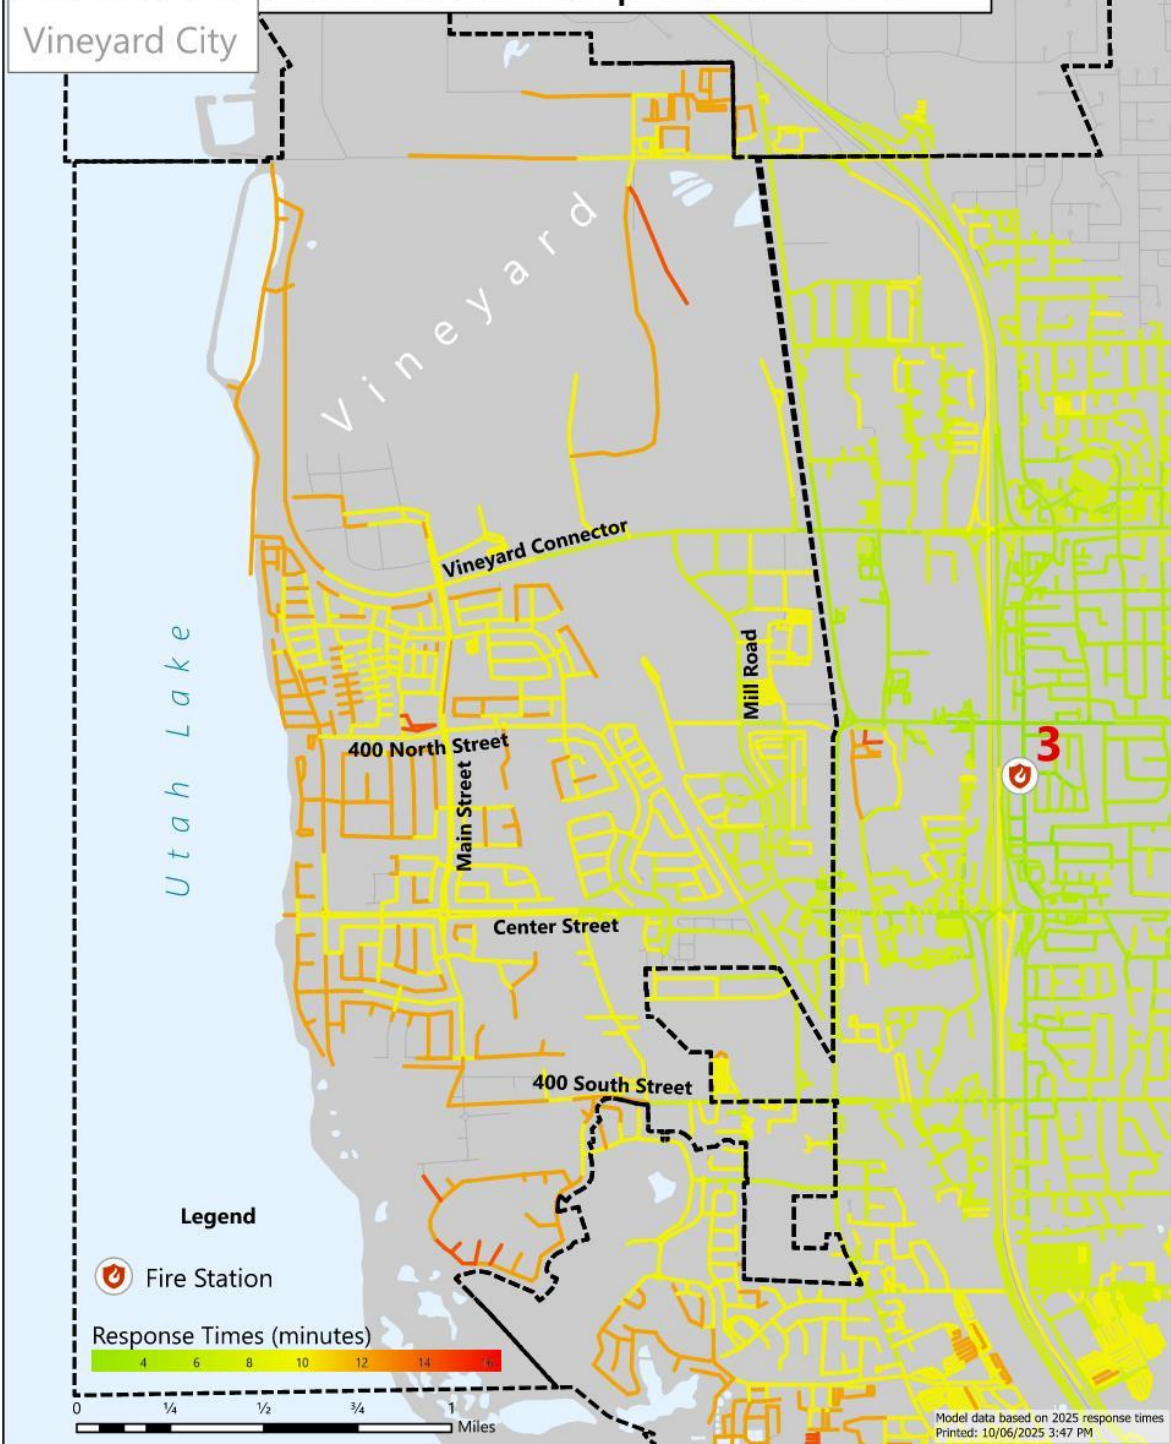 Vineyard City
Vineyard
Vineyard Connector
Utah Lake
Mill Road
3
400 North Street
Main Street
Center Street
400 South Street
Legend
Fire Station
Response Times (minutes)
4 6 8 10 12 14 16
0 1/4 1/2 3/4 1
Miles
Model data based on 2025 response times
Printed: 10/06/2025 3:47 PM